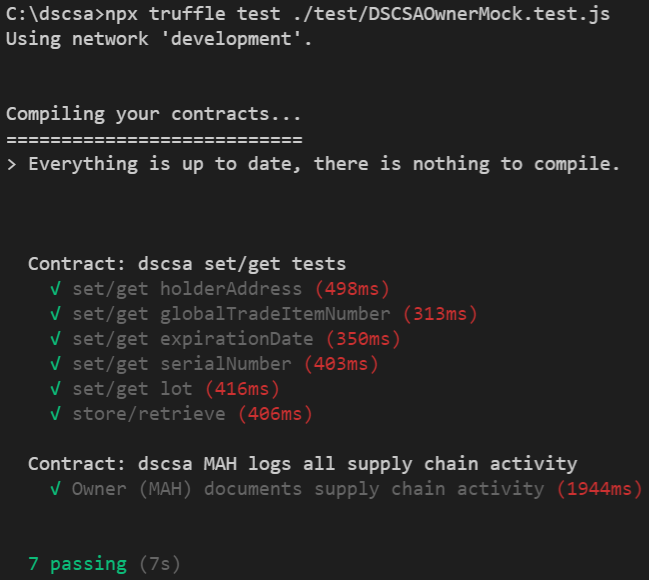 C:\dscsa>npx truffle test ./test/DSCSAOwnerMock.test.js
Using network 'development'.
Compiling your contracts...
===========================
> Everything is up to date, there is nothing to compile.
Contract: dscsa set/get tests
√ set/get holderAddress (498ms)
√ set/get globalTradeItemNumber (313ms)
√ set/get expirationDate (350ms)
√ set/get serialNumber (403ms)
√ set/get lot (416ms)
√ store/retrieve (406ms)
Contract: dscsa MAH logs all supply chain activity
√ Owner (MAH) documents supply chain activity (1944ms)
7 passing (7s)